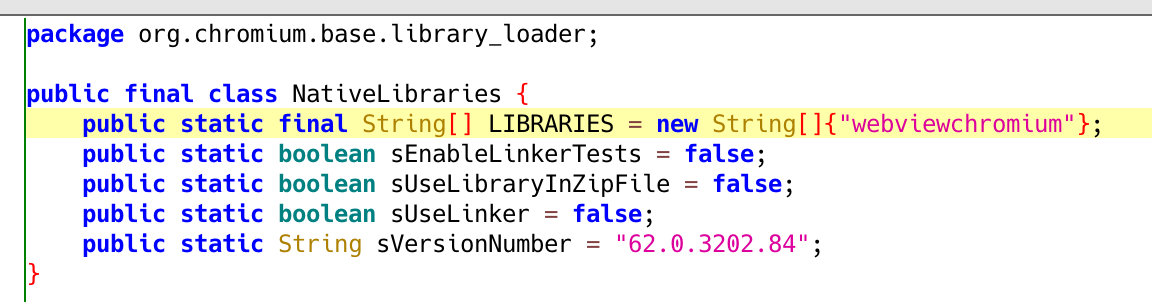 package org.chromium.base.library_loader;
public final class NativeLibraries {
public static final String[] LIBRARIES = new String[]{"webviewchromium"};
public static boolean sEnableLinkerTests = false;
public static boolean sUseLibraryInZipFile = false;
public static boolean sUseLinker = false;
public static String sVersionNumber = "62.0.3202.84";
}